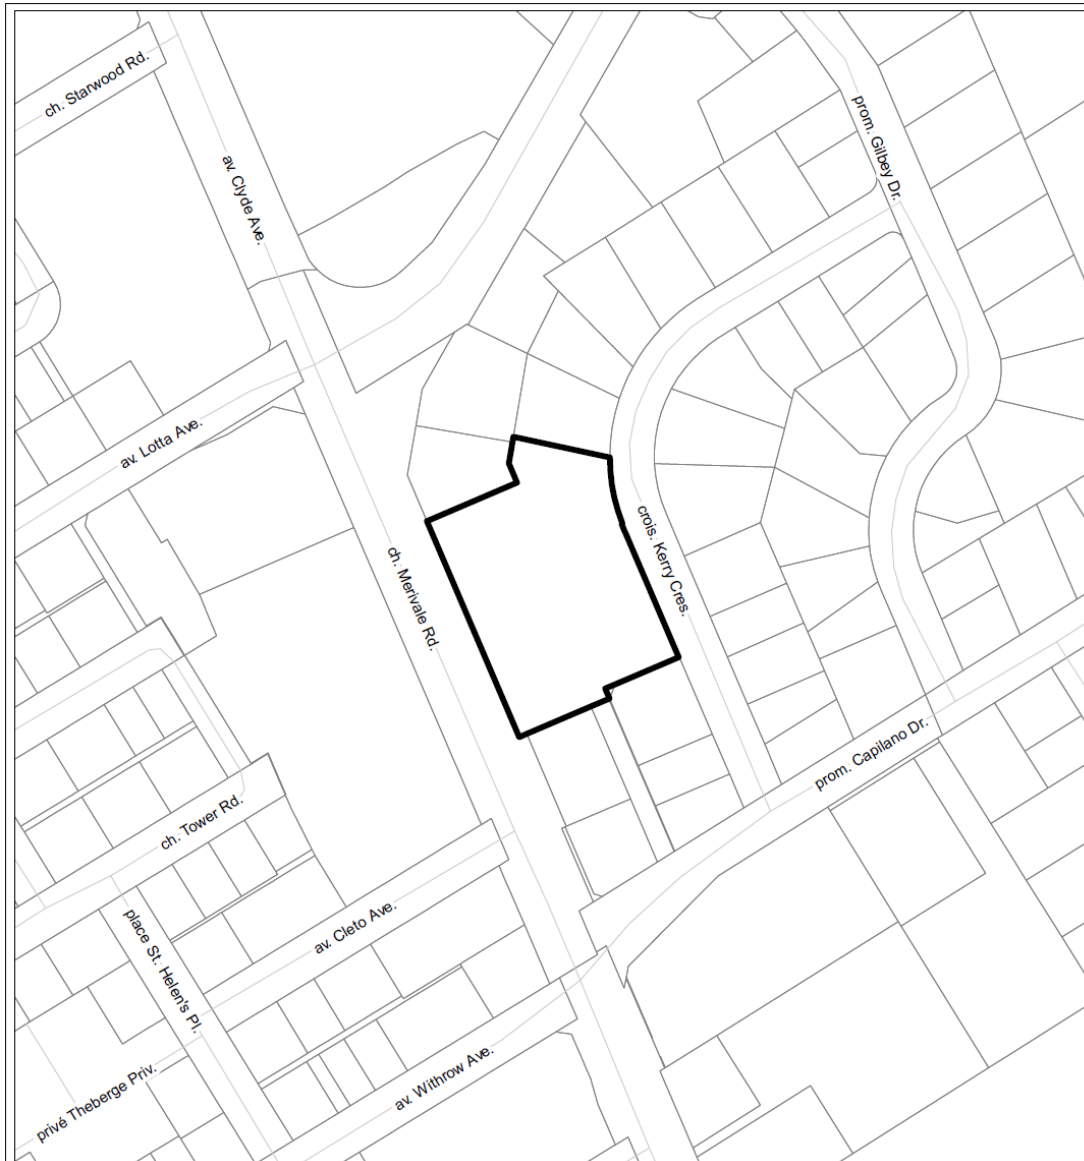 ch. Starwood Rd.
prom. Gilbey Dr.
av. Clyde Ave.
av. Lotta Ave.
crois. Kerry Cres.
ch. Merivale Rd.
prom. Capilano Dr.
ch. Tower Rd.
av. Cleto Ave.
place St. Helen's Pl.
av. Withrow Ave.
privé Theberge Priv.